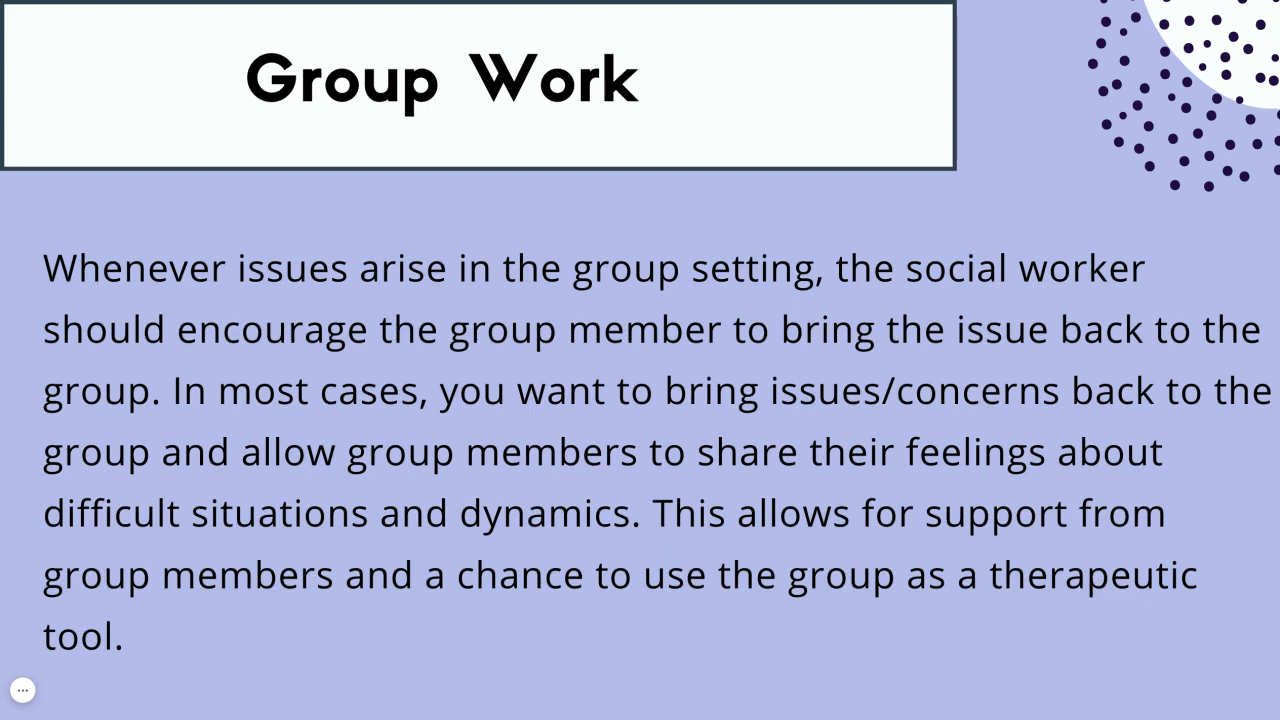 Group Work
Whenever issues arise in the group setting, the social worker
should encourage the group member to bring the issue back to the
group. In most cases, you want to bring issues/concerns back to the
group and allow group members to share their feelings about
difficult situations and dynamics. This allows for support from
group members and a chance to use the group as a therapeutic
tool.